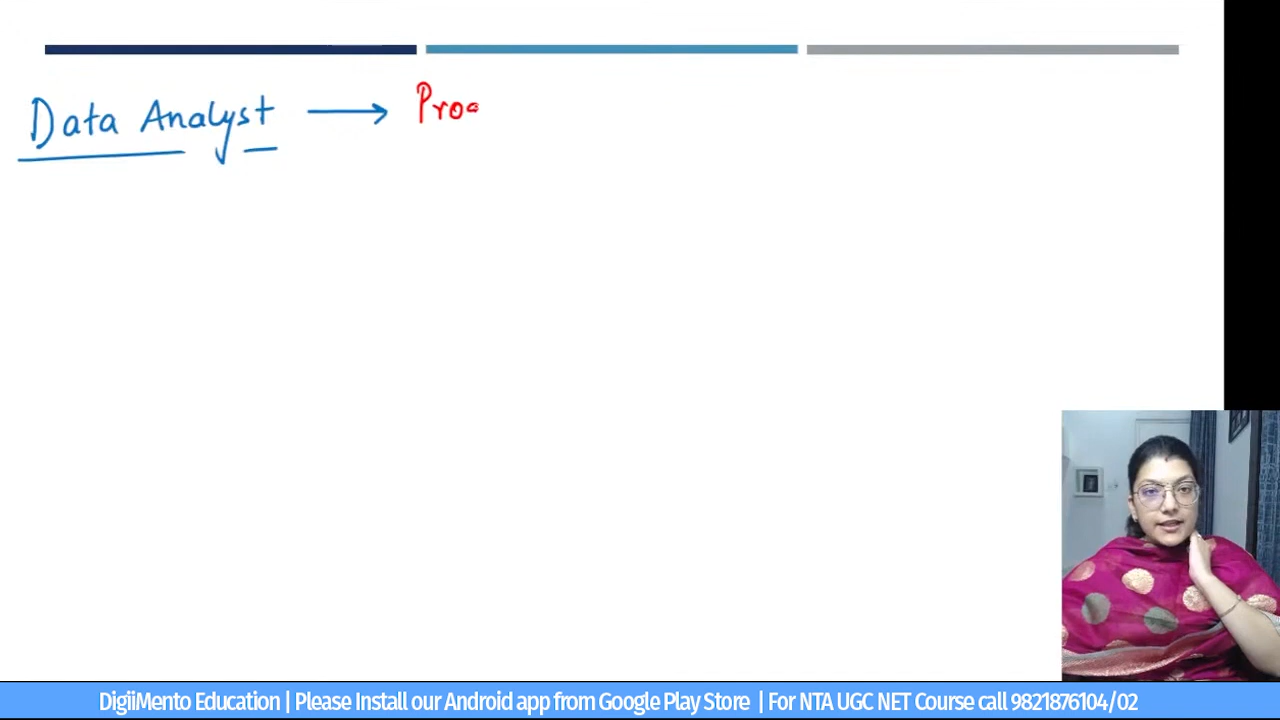 Data Analyst → Pro
DigiiMento Education | Please Install our Android app from Google Play Store | For NTA UGC NET Course call 9821876104/02